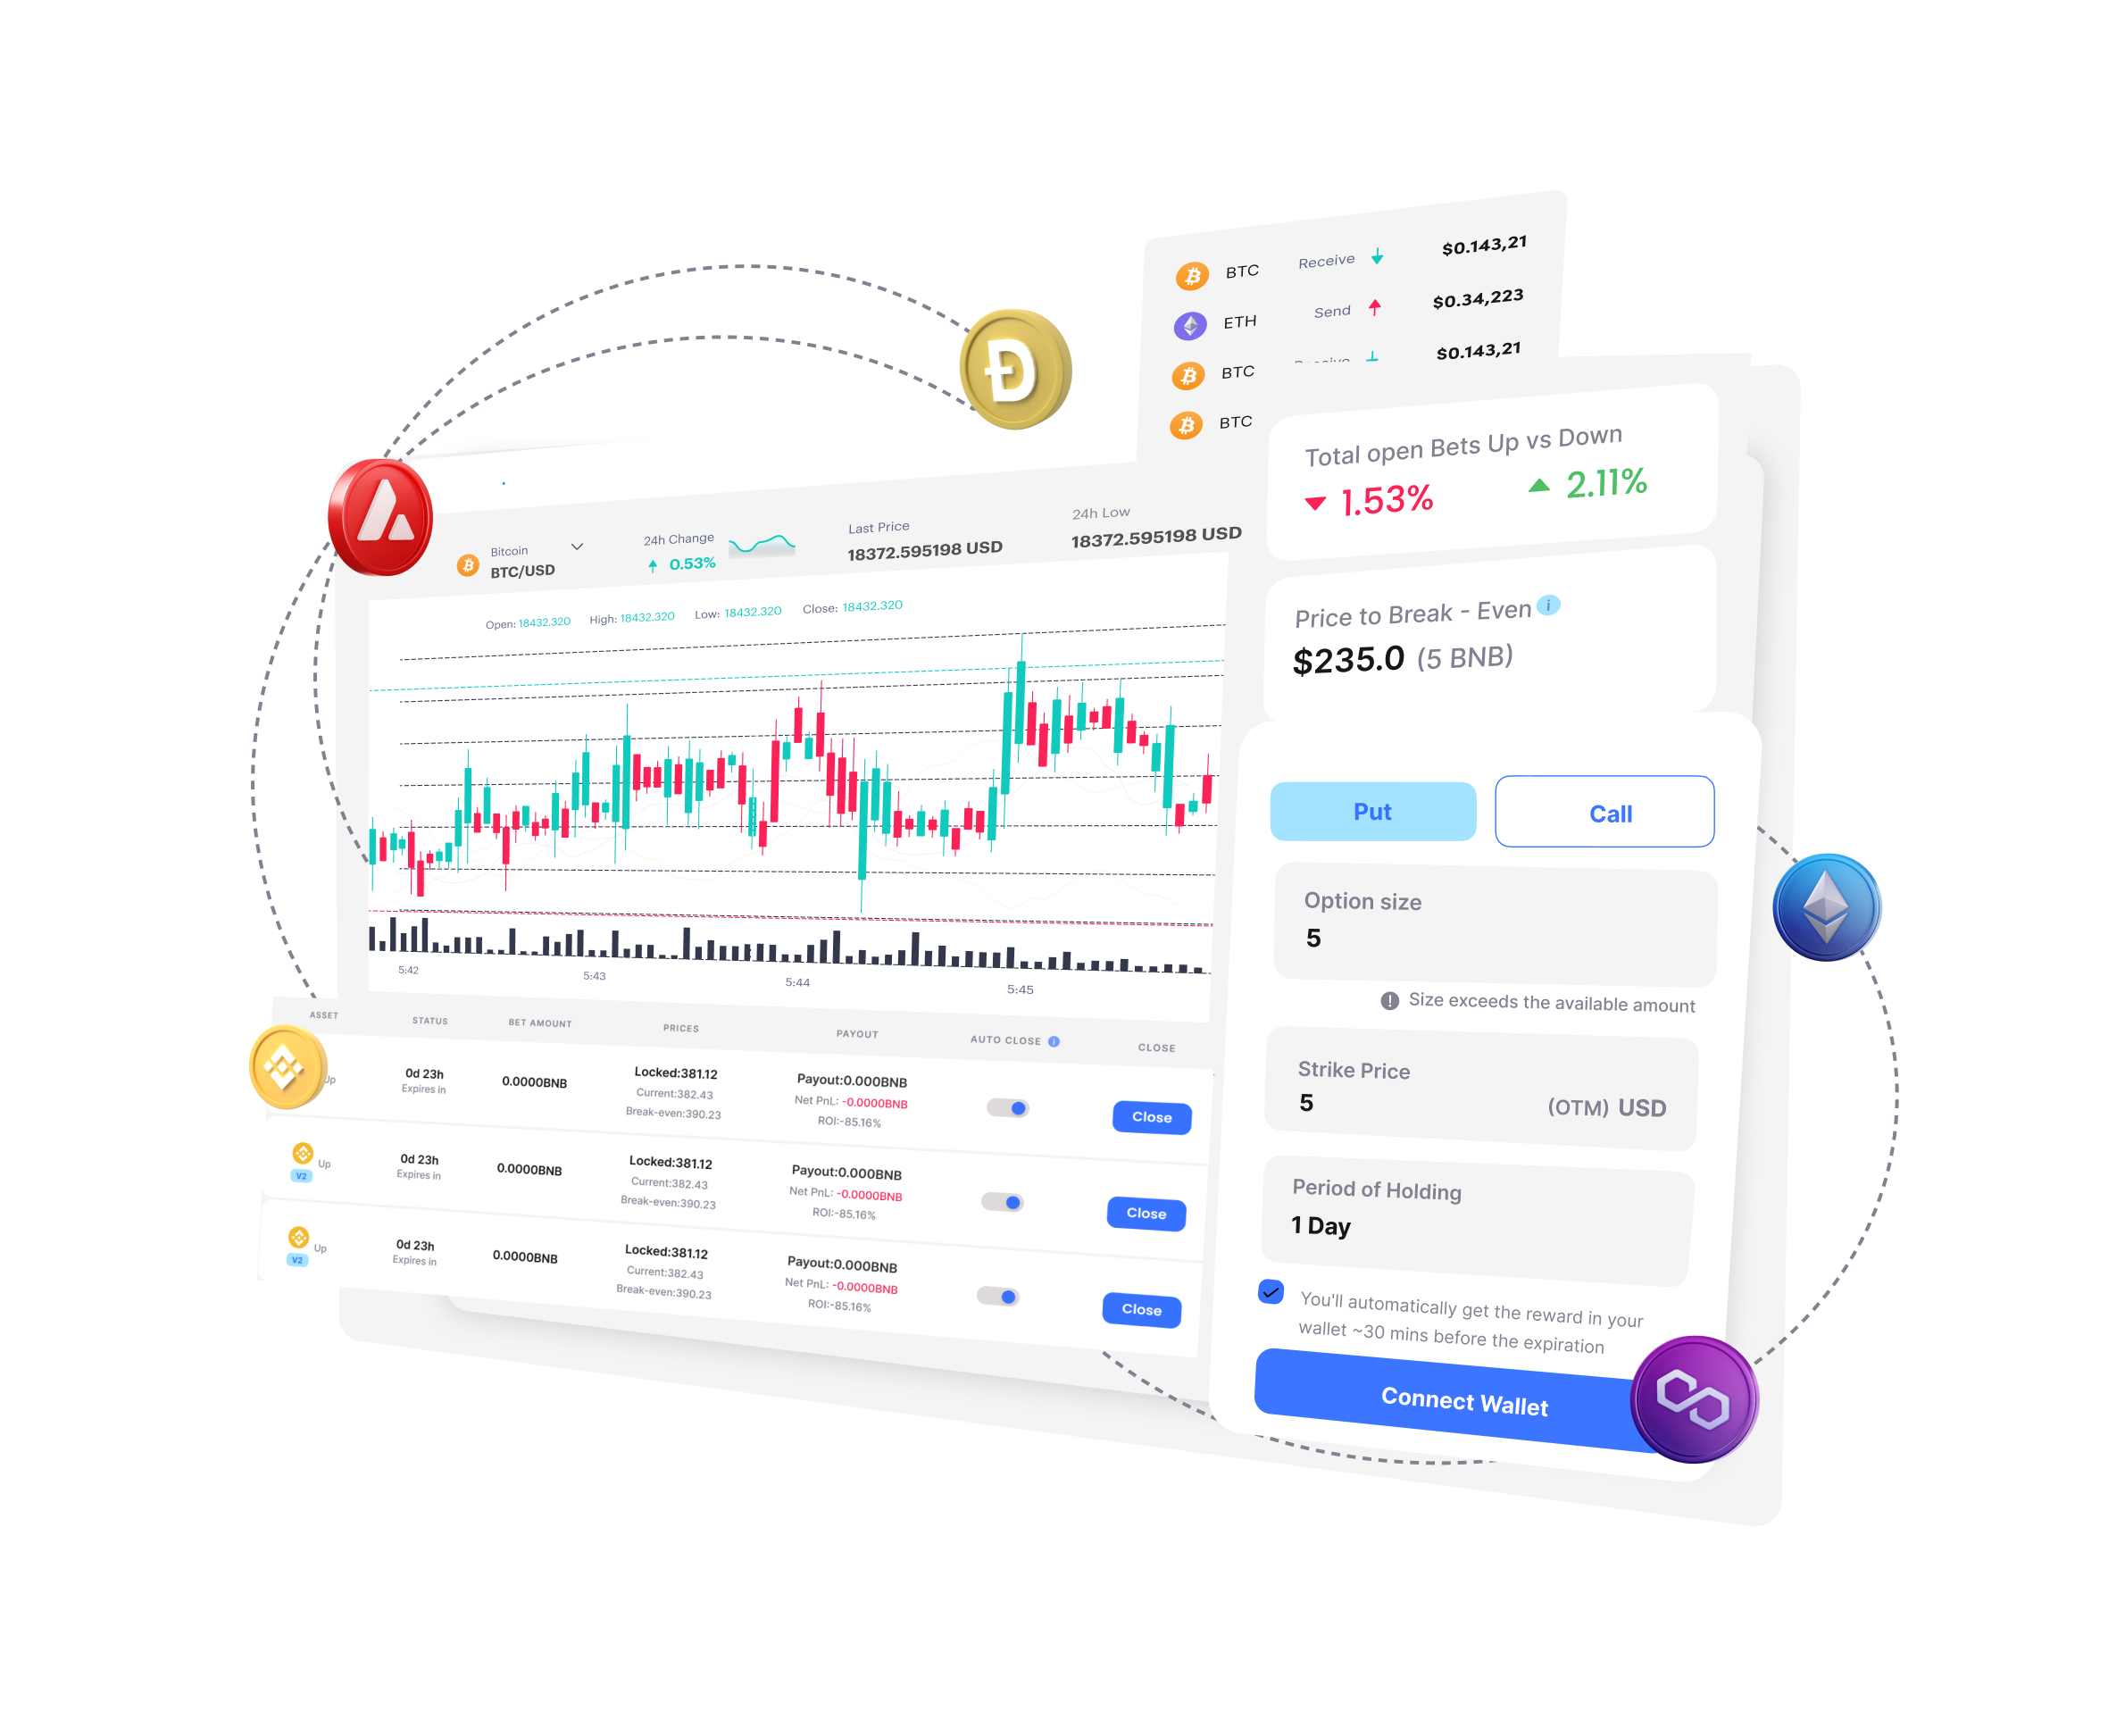 BTC Receive $0.143,21
ETH Send $0.34,223
BTC Receive $0.143,21
BTC
Total open Bets Up vs Down
1.53% 2.11%
Bitcoin
BTC/USD
24h Change
0.53%
Last Price
18372.595198 USD
24h Low
18372.595198 USD
Price to Break - Even i
$235.0 (5 BNB)
Open: 18432.320 High: 18432.320 Low: 18432.320 Close: 18432.320
5:42 5:43 5:44 5:45
Put Call
Option size
5
! Size exceeds the available amount
Strike Price
5 (OTM) USD
Period of Holding
1 Day
You'll automatically get the reward in your
wallet ~30 mins before the expiration
Connect Wallet
ASSET STATUS BET AMOUNT PRICES PAYOUT AUTO CLOSE i CLOSE
Up
0d 23h
Expires in
0.0000BNB
Locked:381.12
Current:382.43
Break-even:390.23
Payout:0.000BNB
Net PnL: -0.0000BNB
ROI:-85.16%
Close
V2
Up
0d 23h
Expires in
0.0000BNB
Locked:381.12
Current:382.43
Break-even:390.23
Payout:0.000BNB
Net PnL: -0.0000BNB
ROI:-85.16%
Close
V2
Up
0d 23h
Expires in
0.0000BNB
Locked:381.12
Current:382.43
Break-even:390.23
Payout:0.000BNB
Net PnL: -0.0000BNB
ROI:-85.16%
Close